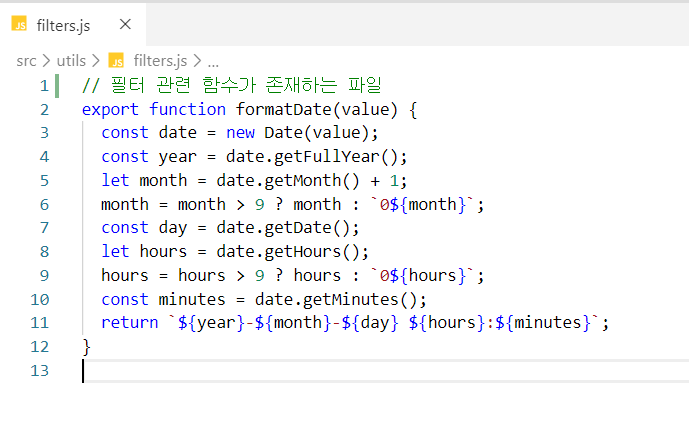 JS filters.js ×
src > utils > JS filters.js > ...
1 // 필터 관련 함수가 존재하는 파일
2 export function formatDate(value) {
3 const date = new Date(value);
4 const year = date.getFullYear();
5 let month = date.getMonth() + 1;
6 month = month > 9 ? month : `0${month}`;
7 const day = date.getDate();
8 let hours = date.getHours();
9 hours = hours > 9 ? hours : `0${hours}`;
10 const minutes = date.getMinutes();
11 return `${year}-${month}-${day} ${hours}:${minutes}`;
12 }
13